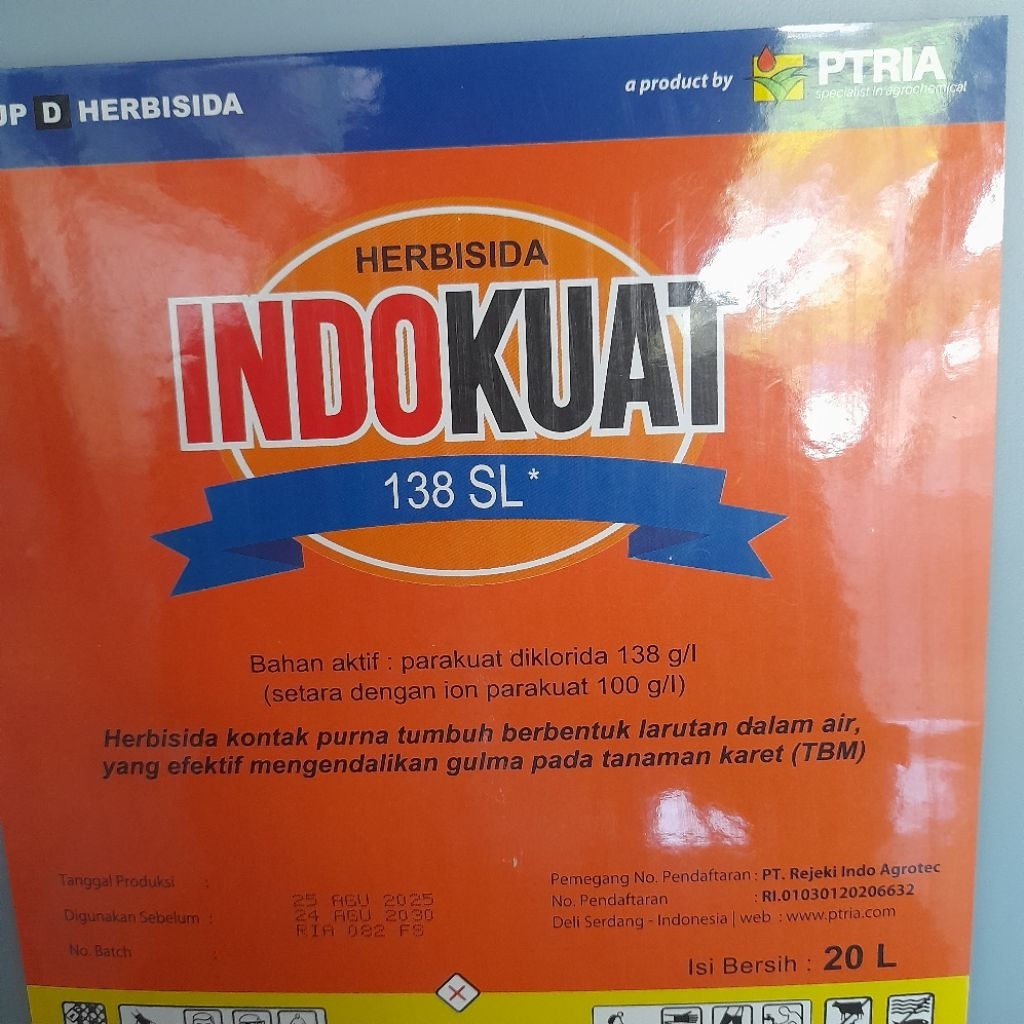 UP D HERBISIDA
a product by PTRIA
specialist in agrochemical
HERBISIDA
INDOKUAT
138 SL*
Bahan aktif : parakuat diklorida 138 g/l
(setara dengan ion parakuat 100 g/l)
Herbisida kontak purna tumbuh berbentuk larutan dalam air,
yang efektif mengendalikan gulma pada tanaman karet (TBM)
Tanggal Produksi : 25 AGU 2025
Digunakan Sebelum : 24 AGU 2030
No. Batch : RIA 082 FS
Pemegang No. Pendaftaran : PT. Rejeki Indo Agrotec
No. Pendaftaran : RI.01030120206632
Deli Serdang - Indonesia | web : www.ptria.com
Isi Bersih : 20 L